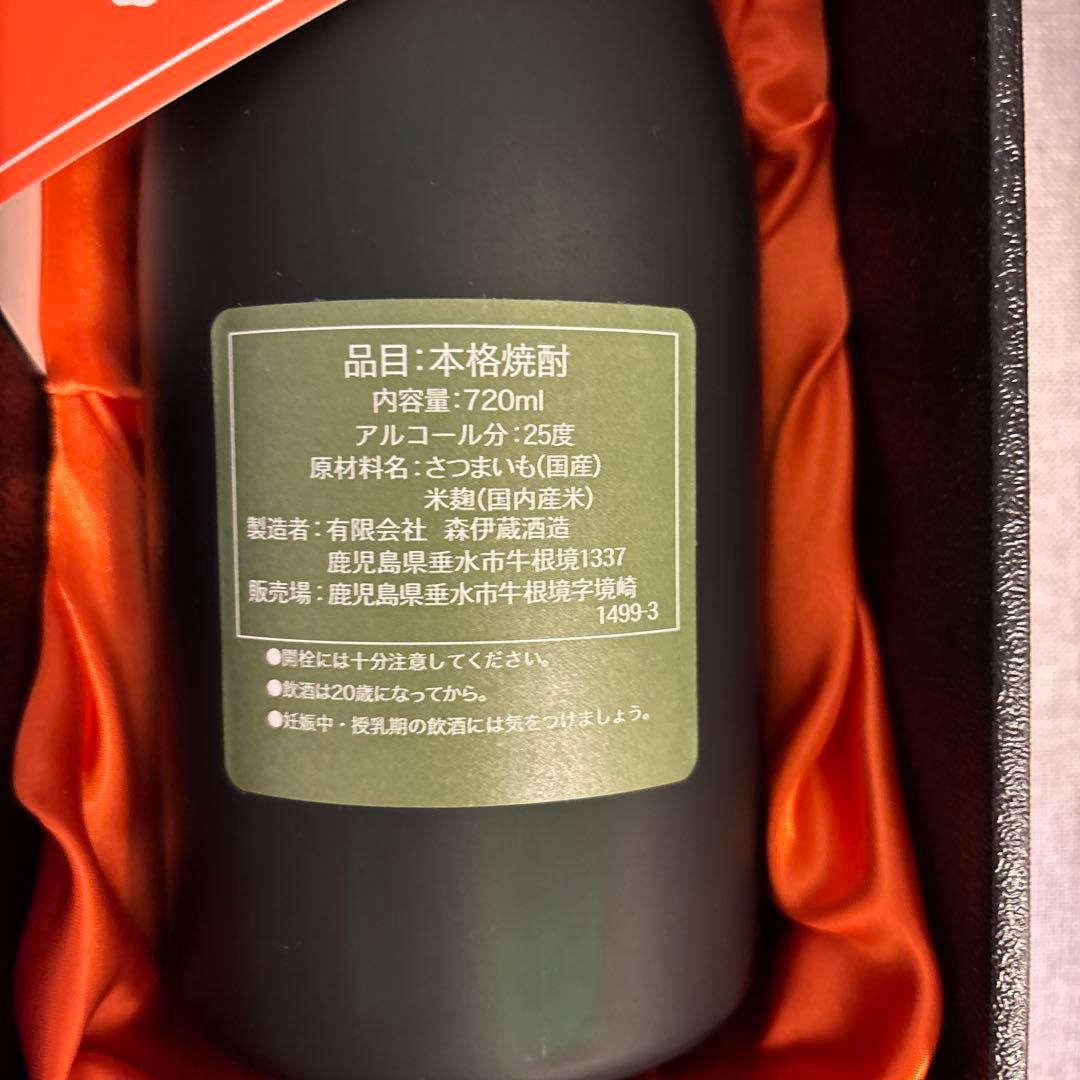 品目：本格焼酎
内容量：720ml
アルコール分：25度
原材料名：さつまいも(国産)
米麹(国内産米)
製造者：有限会社 森伊蔵酒造
鹿児島県垂水市牛根境1337
販売場：鹿児島県垂水市牛根境字境崎
1499-3
●開栓には十分注意してください。
●飲酒は20歳になってから。
●妊娠中・授乳期の飲酒には気をつけましょう。